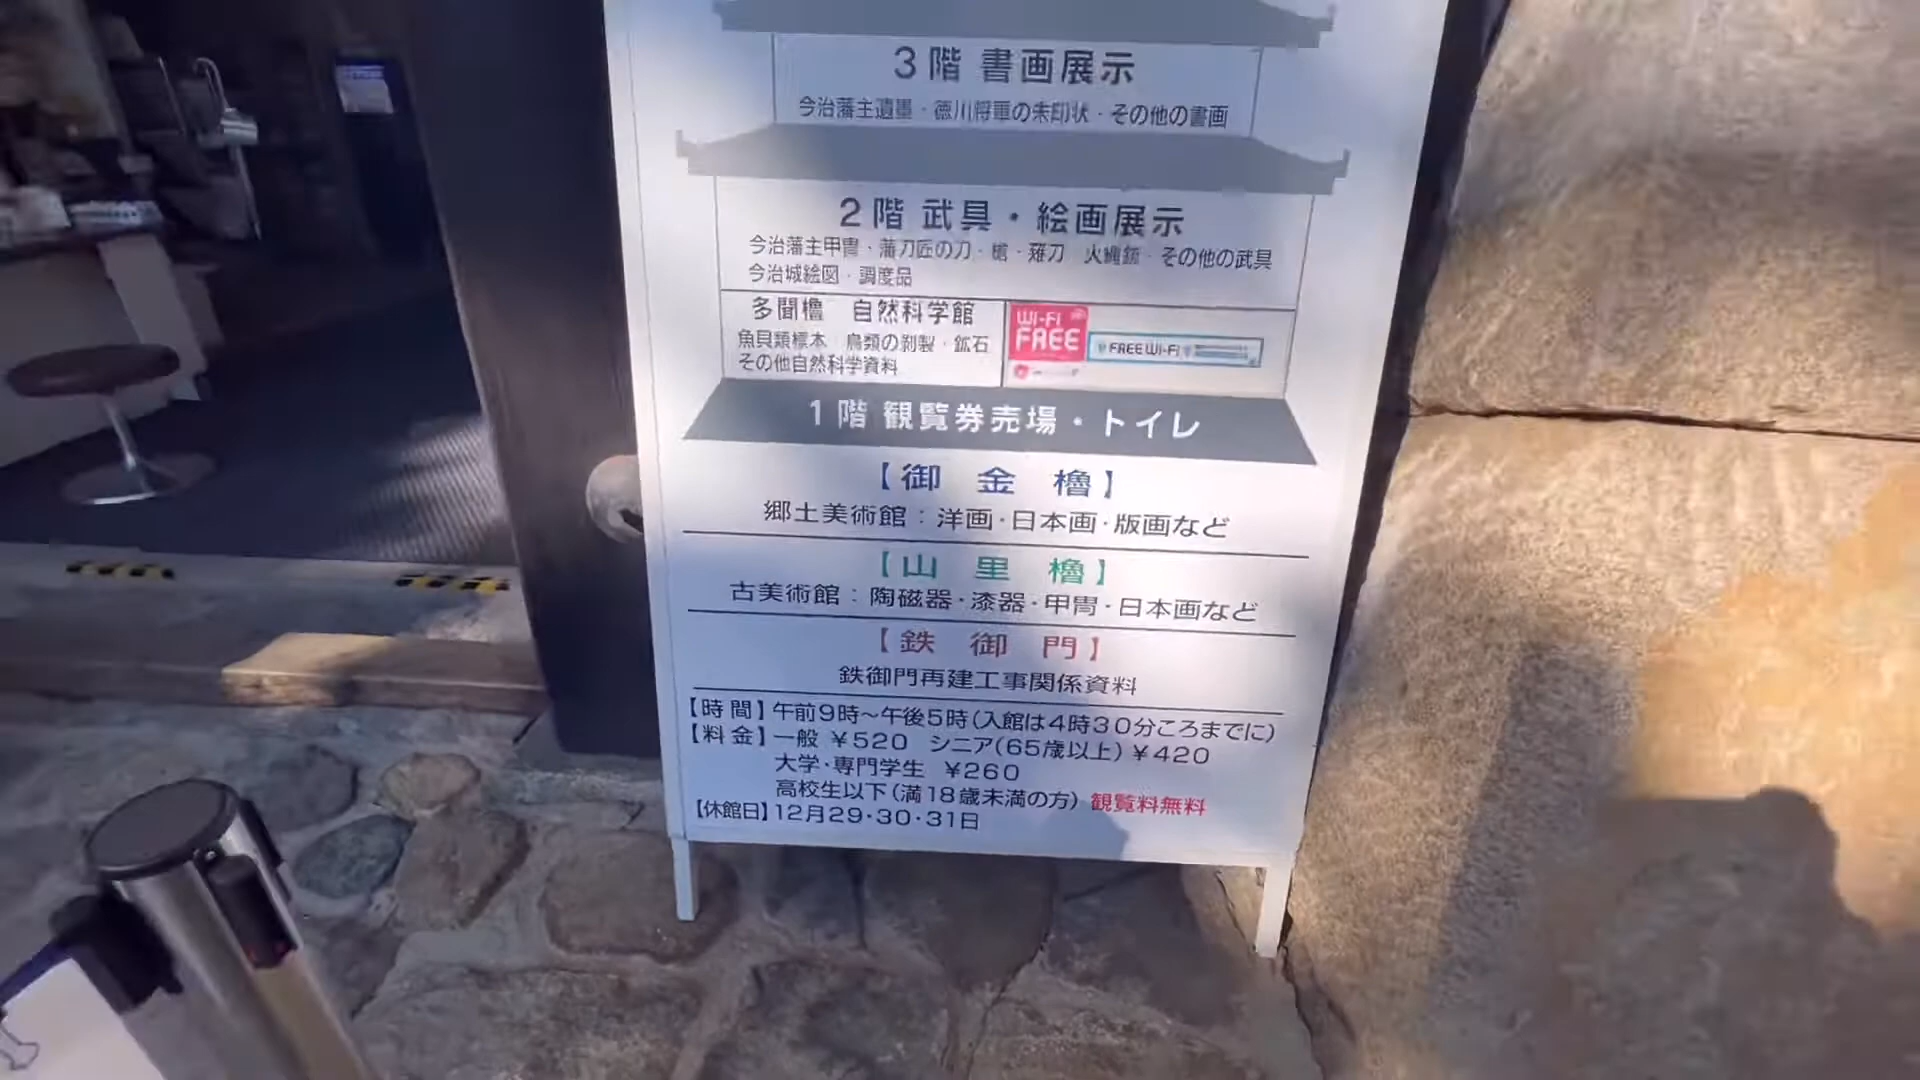 3階 書画展示
今治藩主遺墨・徳川将軍の朱印状・その他の書画
2階 武具・絵画展示
今治藩主甲冑・藩刀匠の刀・槍・薙刀 火縄銃・その他の武具
今治城絵図・調度品
多聞櫓 自然科学館
魚貝類標本・鳥類の剥製・鉱石
その他自然科学資料
Wi-Fi
FREE
FREE Wi-Fi
1階 観覧券売場・トイレ
【御金櫓】
郷土美術館：洋画・日本画・版画など
【山里櫓】
古美術館：陶磁器・漆器・甲冑・日本画など
【鉄御門】
鉄御門再建工事関係資料
【時間】午前9時～午後5時（入館は4時30分ころまでに）
【料金】一般 ￥520 シニア（65歳以上）￥420
大学・専門学生 ￥260
高校生以下（満18歳未満の方）観覧料無料
【休館日】12月29・30・31日